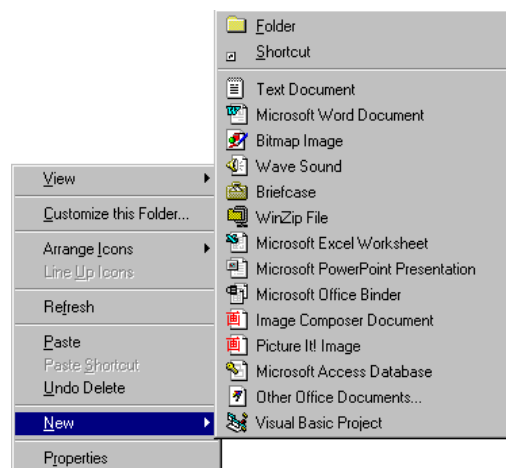 Folder
Shortcut
Text Document
Microsoft Word Document
Bitmap Image
Wave Sound
Briefcase
WinZip File
Microsoft Excel Worksheet
Microsoft PowerPoint Presentation
Microsoft Office Binder
Image Composer Document
Picture It! Image
Microsoft Access Database
Other Office Documents...
Visual Basic Project
View
Customize this Folder...
Arrange Icons
Line Up Icons
Refresh
Paste
Paste Shortcut
Undo Delete
New
Properties